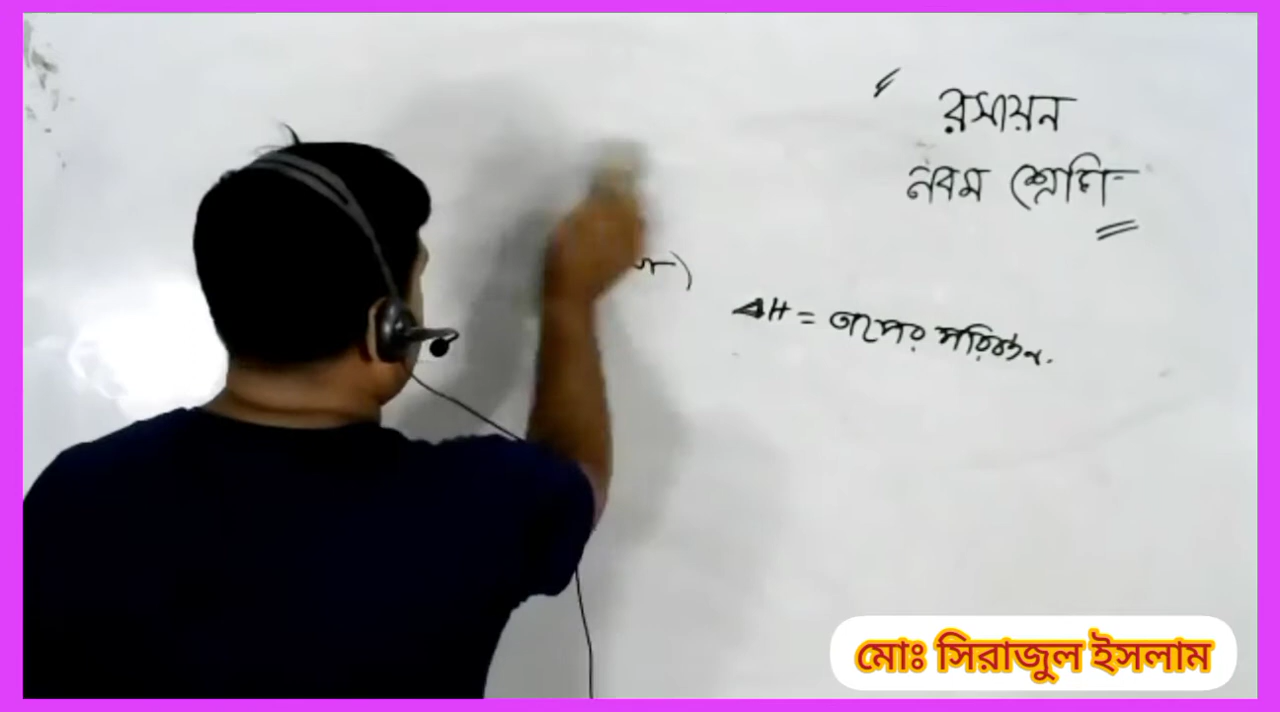 " রসায়ন
নবম শ্রেণি "
ΔH = তাপের পরিবর্তন.
মোঃ সিরাজুল ইসলাম